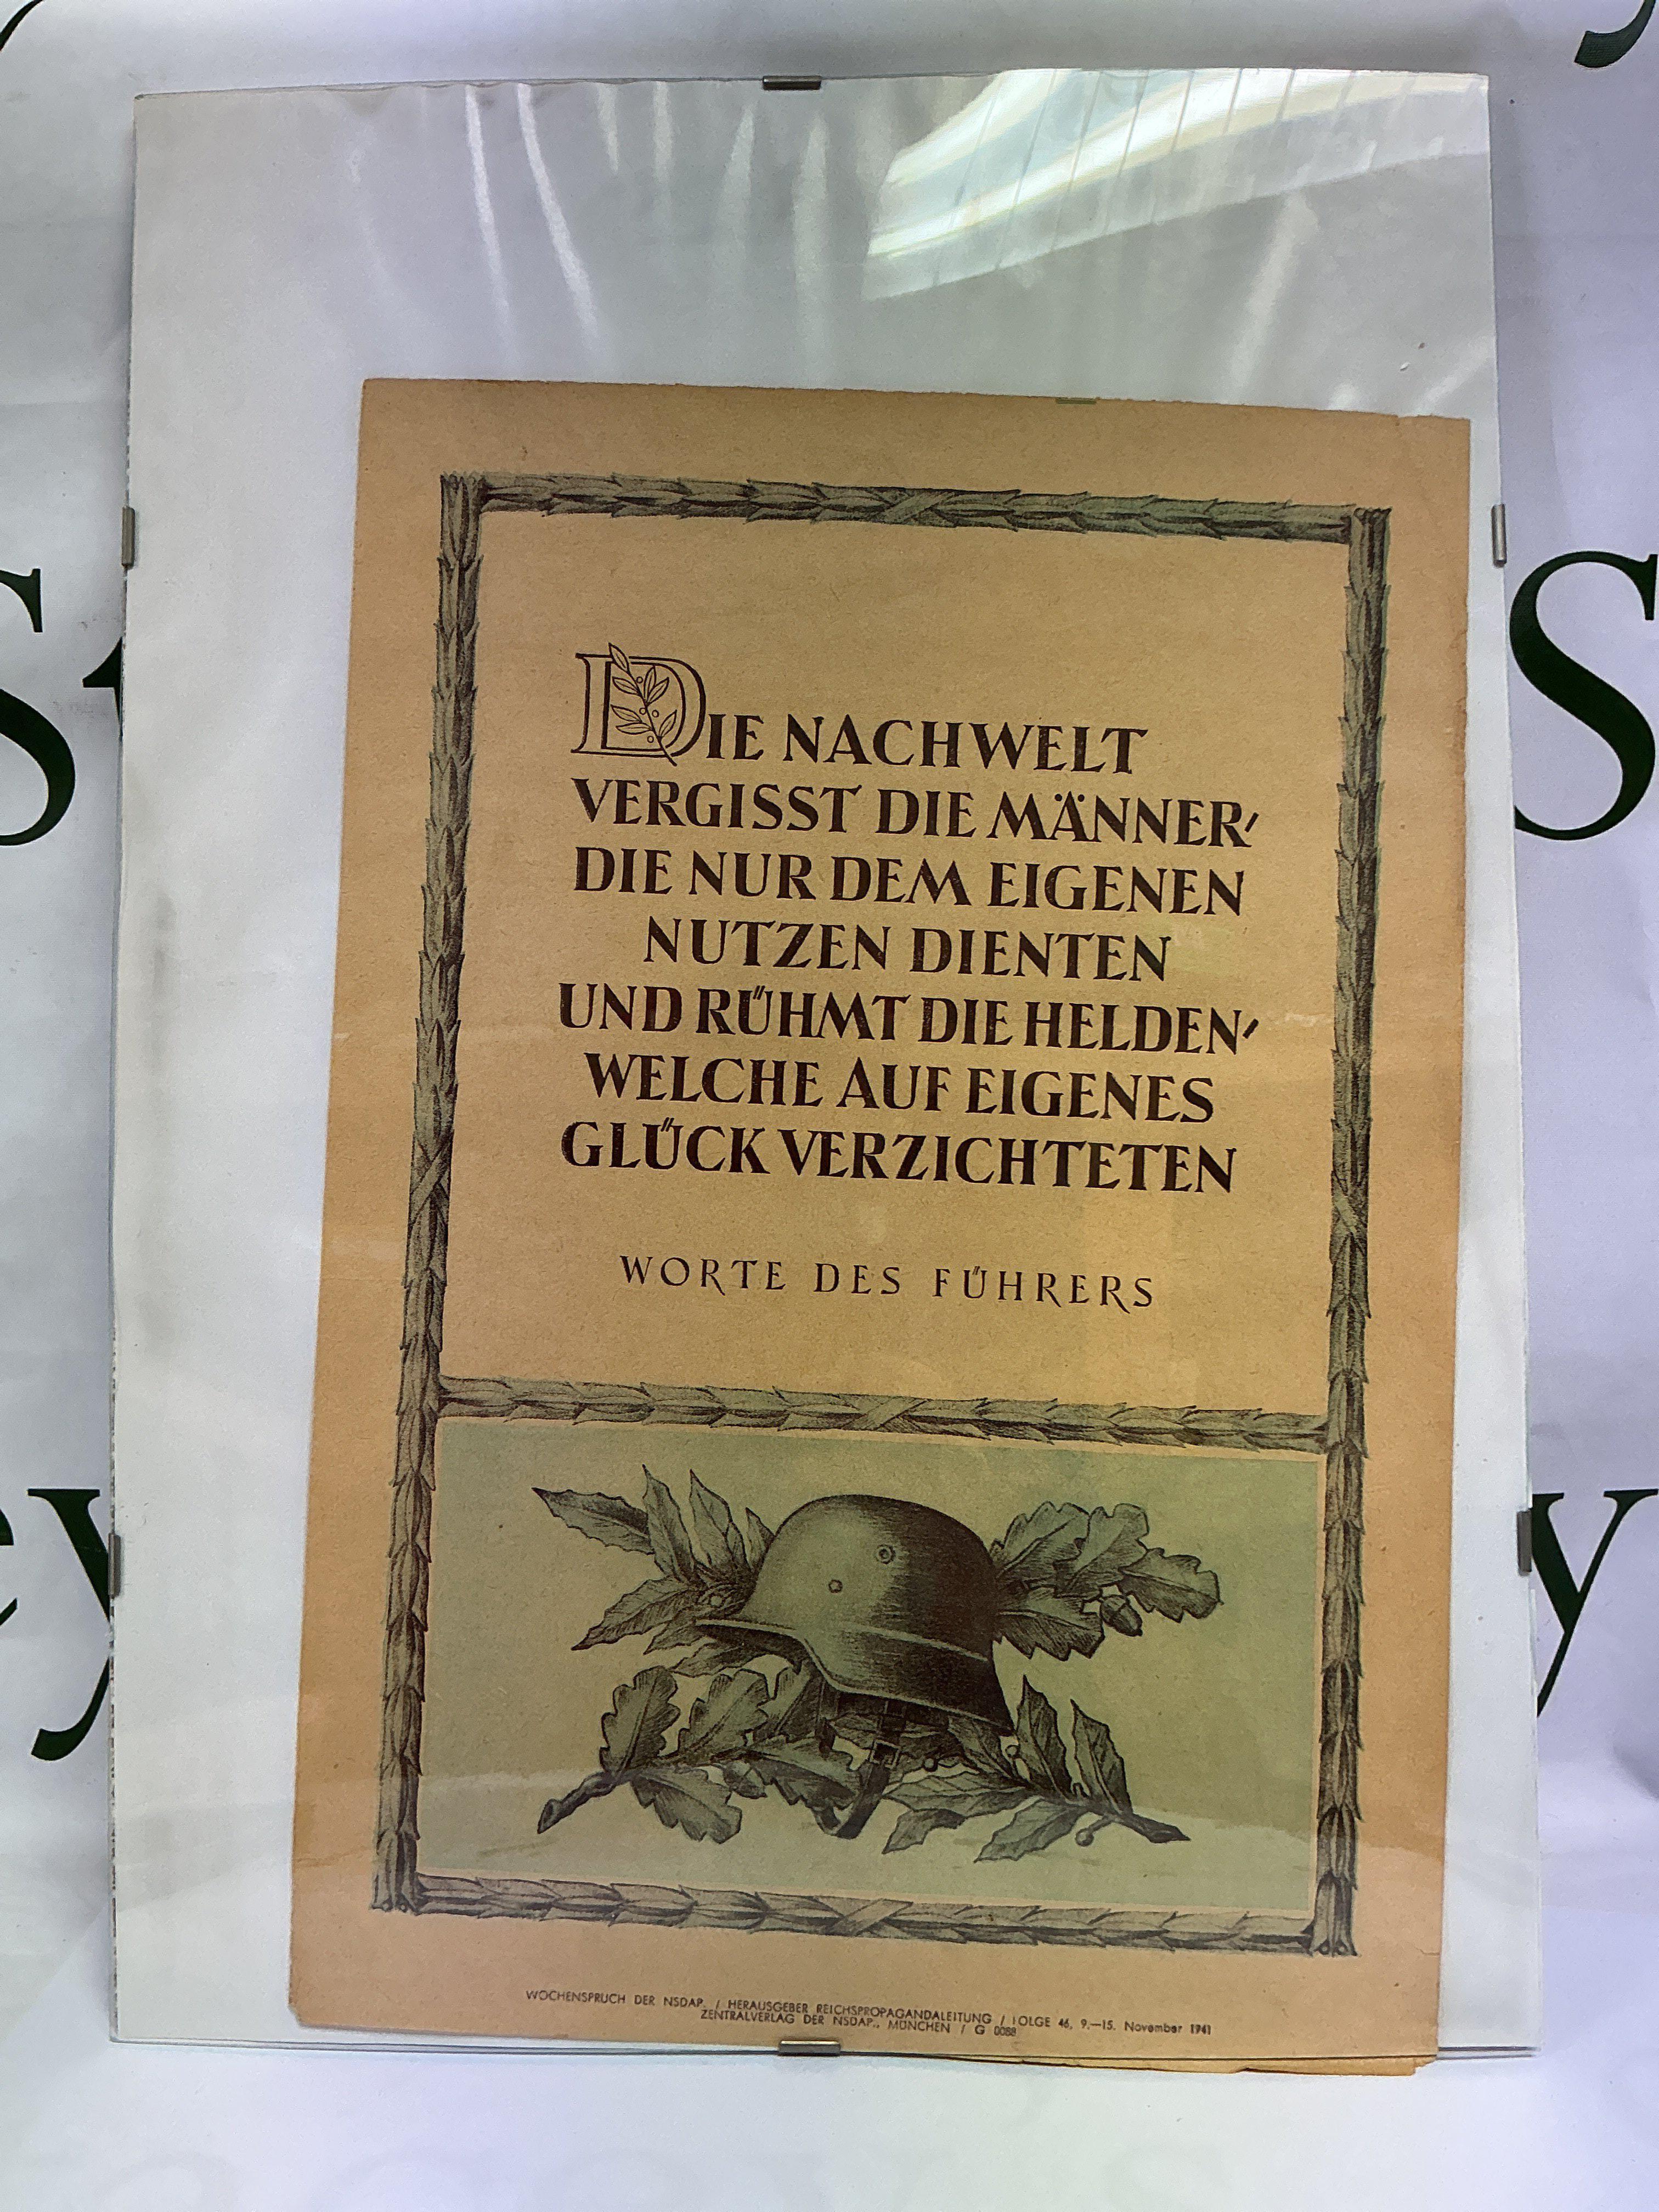 DIE NACHWELT
VERGISST DIE MÄNNER,
DIE NUR DEM EIGENEN
NUTZEN DIENTEN
UND RÜHMT DIE HELDEN,
WELCHE AUF EIGENES
GLÜCK VERZICHTETEN
WORTE DES FÜHRERS
WOCHENSPRUCH DER NSDAP. / HERAUSGEBER REICHSPROPAGANDALEITUNG / FOLGE 46, 9.—15. November 1941
ZENTRALVERLAG DER NSDAP., MÜNCHEN / G 0088